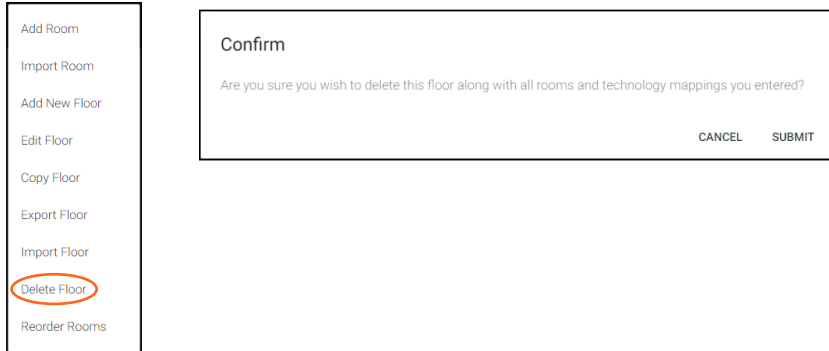 Add Room
Import Room
Add New Floor
Edit Floor
Copy Floor
Export Floor
Import Floor
Delete Floor
Reorder Rooms
Confirm
Are you sure you wish to delete this floor along with all rooms and technology mappings you entered?
CANCEL SUBMIT